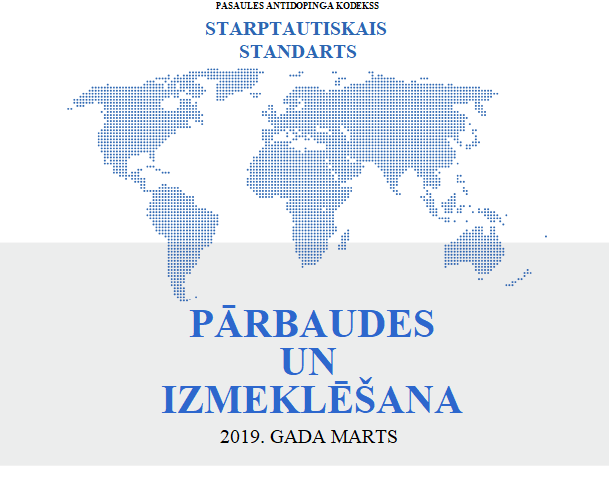 PASAULES ANTIDOPINGA KODEKSS
STARPTAUTISKAIS
STANDARTS
PĀRBAUDES
UN
IZMEKLĒŠANA
2019. GADA MARTS